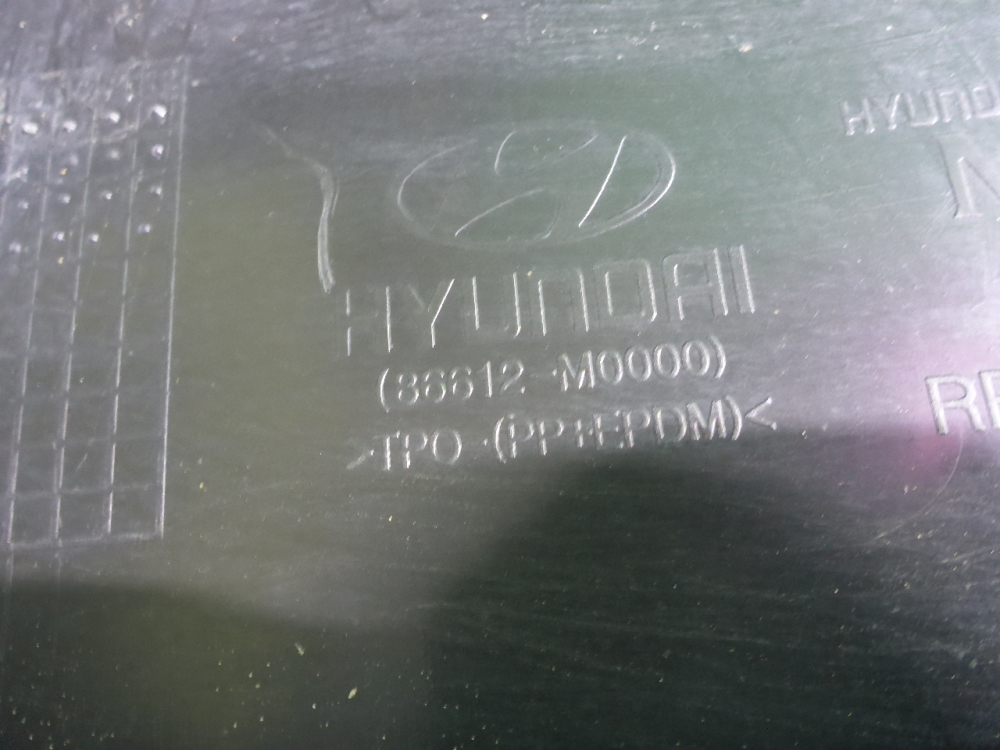 HYUNDAI
(86612-M0000)
>TPO-(PP+EPDM)<